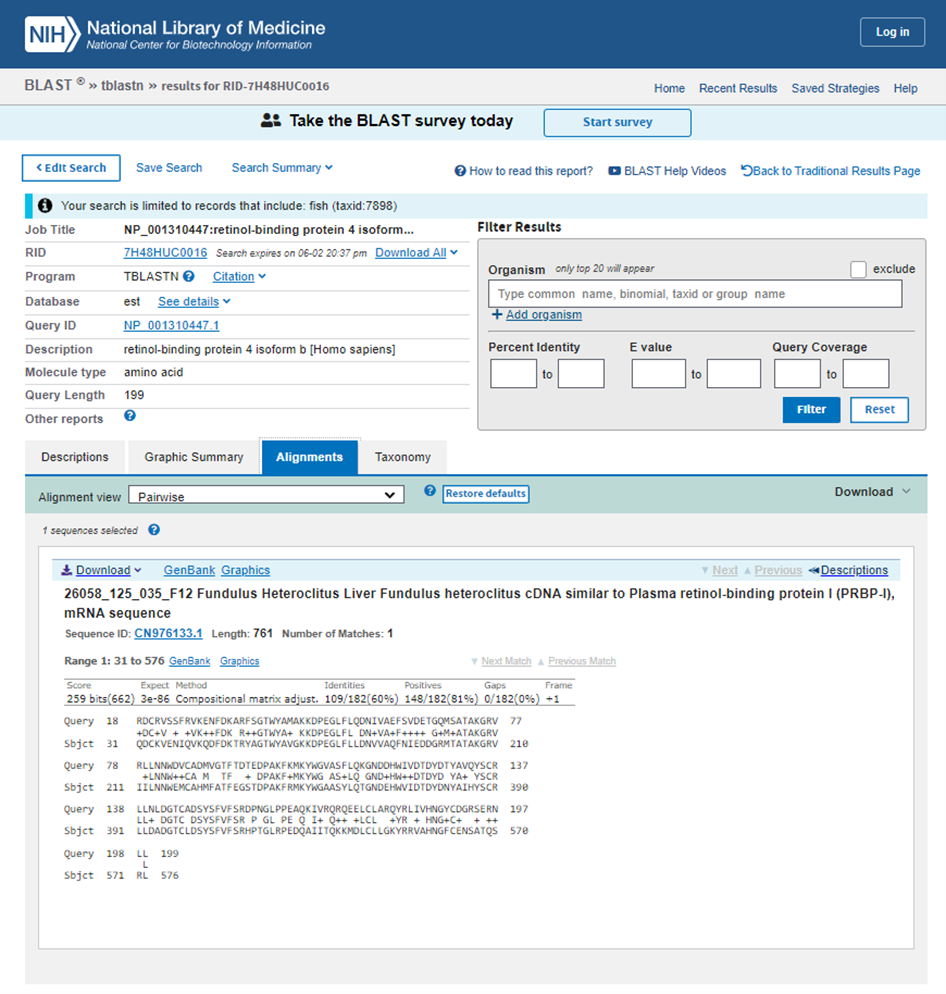 NIH National Library of Medicine
National Center for Biotechnology Information
Log in
BLAST ® » tblastn » results for RID-7H48HUC0016
Home Recent Results Saved Strategies Help
Take the BLAST survey today Start survey
< Edit Search Save Search Search Summary
How to read this report? BLAST Help Videos Back to Traditional Results Page
Your search is limited to records that include: fish (taxid:7898)
Job Title NP_001310447:retinol-binding protein 4 isoform...
RID 7H48HUC0016 Search expires on 06-02 20:37 pm Download All
Program TBLASTN ? Citation
Database est See details
Query ID NP_001310447.1
Description retinol-binding protein 4 isoform b [Homo sapiens]
Molecule type amino acid
Query Length 199
Other reports ?
Filter Results
Organism only top 20 will appear exclude
Type common name, binomial, taxid or group name
+ Add organism
Percent Identity E value Query Coverage
to to to
Filter Reset
Descriptions Graphic Summary Alignments Taxonomy
Alignment view Pairwise ? Restore defaults Download
1 sequences selected ?
Download GenBank Graphics Next Previous Descriptions
26058_125_035_F12 Fundulus Heteroclitus Liver Fundulus heteroclitus cDNA similar to Plasma retinol-binding protein I (PRBP-I),
mRNA sequence
Sequence ID: CN976133.1 Length: 761 Number of Matches: 1
Range 1: 31 to 576 GenBank Graphics Next Match Previous Match
Score Expect Method Identities Positives Gaps Frame
259 bits(662) 3e-86 Compositional matrix adjust. 109/182(60%) 148/182(81%) 0/182(0%) +1
Query 18 RDCRVSSFRVKENFDKARFSGTWYAMAKKDPEGLFLQDNIVAEFSVDETGQMSATAKGRV 77
+DC+V + +VK++FDK R++GTWYA+ KKDPEGLFL DN+VA+F++++ G+M+ATAKGRV
Sbjct 31 QDCKVENIQVKQDFDKTRYAGTWYAVGKKDPEGLFLLDNVVAQFNIEDDGRMTATAKGRV 210
Query 78 RLLNNWDVCADMVGTFTDTEDPAKFKMKYWGVASFLQKGNDDHWIVDTDYDTYAVQYSCR 137
+LNNW++CA M TF + DPAKF+MKYWG AS+LQ GND+HW++DTDYD YA+ YSCR
Sbjct 211 IILNNWEMCAHMFATFEGSTDPAKFRMKYWGAASYLQTGNDEHWVIDTDYDNYAIHYSCR 390
Query 138 LLNLDGTCADSYSFVFSRDPNGLPPEAQKIVRQRQEELCLARQYRLIVHNGYCDGRSERN 197
LL+ DGTC DSYSFVFSR P GL PE Q I+ Q++ +LCL +YR + HNG+C+ + ++
Sbjct 391 LLDADGTCLDSYSFVFSRHPTGLRPEDQAIITQKKMDLCLLGKYRRVAHNGFCENSATQS 570
Query 198 LL 199
L
Sbjct 571 RL 576